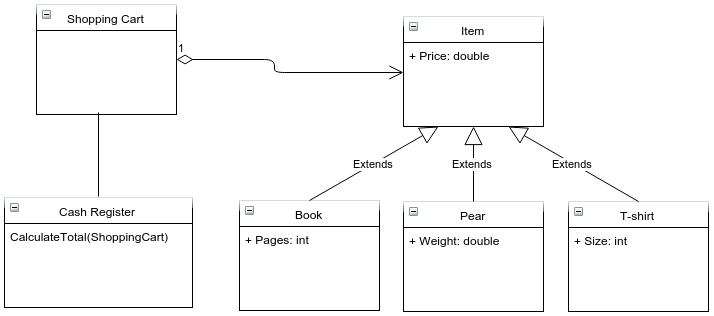 Shopping Cart
1
Item
+ Price: double
Extends
Extends
Extends
Cash Register
CalculateTotal(ShoppingCart)
Book
+ Pages: int
Pear
+ Weight: double
T-shirt
+ Size: int